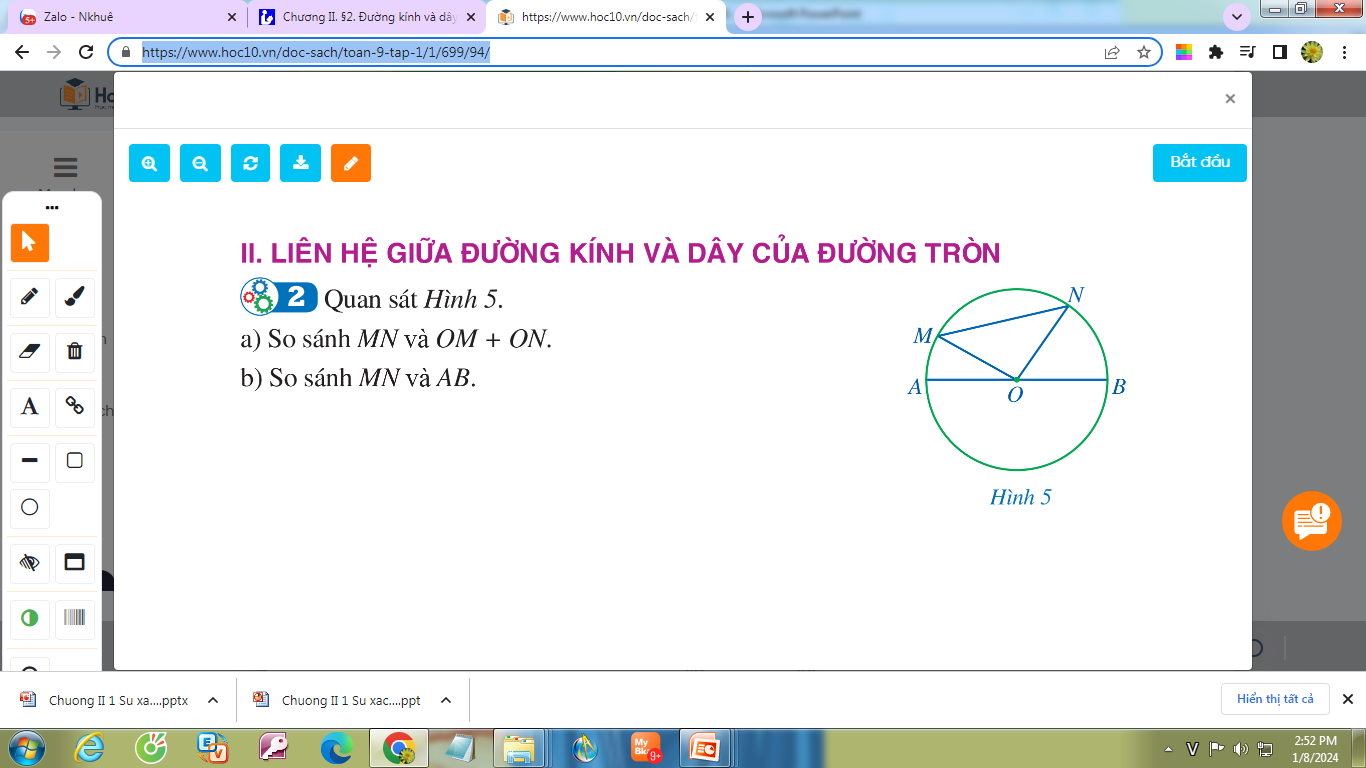 Zalo - Nkhuê
Chương II. §2. Đường kính và dây
https://www.hoc10.vn/doc-sach/
https://www.hoc10.vn/doc-sach/toan-9-tap-1/1/699/94/
Bắt đầu
II. LIÊN HỆ GIỮA ĐƯỜNG KÍNH VÀ DÂY CỦA ĐƯỜNG TRÒN
2 Quan sát Hình 5.
a) So sánh MN và OM + ON.
b) So sánh MN và AB.
N
M
A
O
B
Hình 5
A
Chuong II 1 Su xa....pptx
Chuong II 1 Su xac....ppt
Hiển thị tất cả
My
9+
V
2:52 PM
1/8/2024